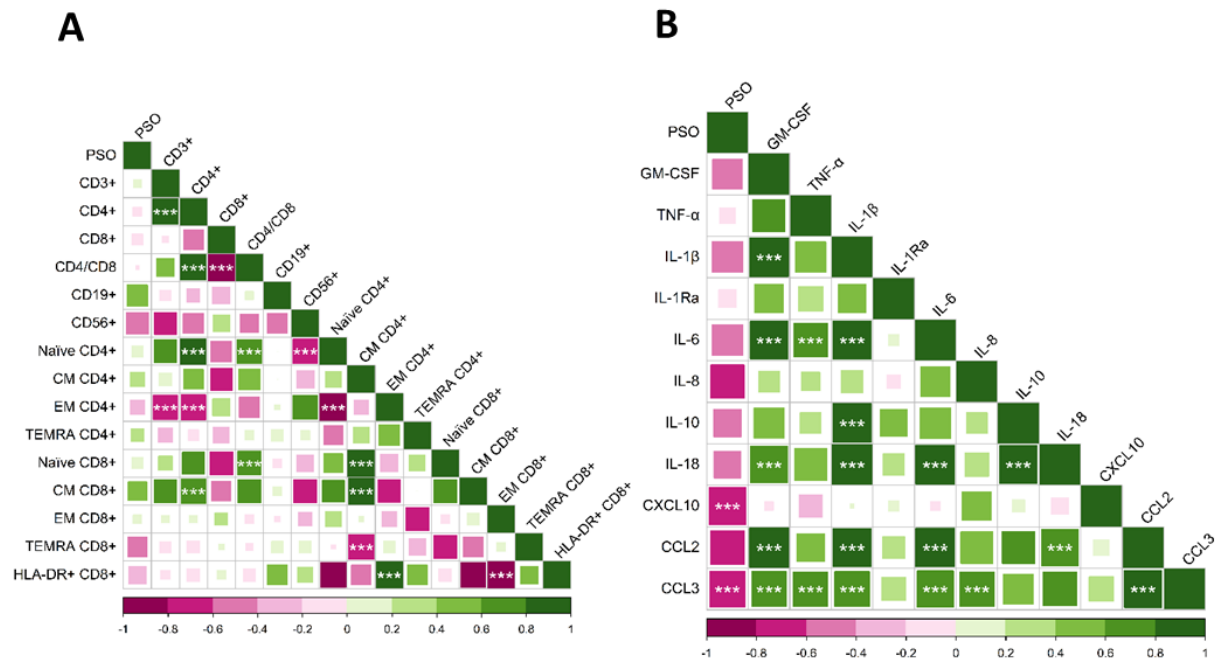 A
PSO
CD3+
CD4+
CD8+
CD4/CD8
CD19+
CD56+
Naïve CD4+
CM CD4+
EM CD4+
TEMRA CD4+
Naïve CD8+
CM CD8+
EM CD8+
TEMRA CD8+
HLA-DR+ CD8+
PSO
CD3+
CD4+ ***
CD8+
CD4/CD8 *** ***
CD19+
CD56+
Naïve CD4+ *** *** ***
CM CD4+
EM CD4+ *** *** ***
TEMRA CD4+
Naïve CD8+ *** ***
CM CD8+ *** ***
EM CD8+
TEMRA CD8+ ***
HLA-DR+ CD8+ *** ***
-1 -0.8 -0.6 -0.4 -0.2 0 0.2 0.4 0.6 0.8 1
B
PSO
GM-CSF
TNF-α
IL-1β
IL-1Ra
IL-6
IL-8
IL-10
IL-18
CXCL10
CCL2
CCL3
PSO
GM-CSF
TNF-α
IL-1β ***
IL-1Ra
IL-6 *** *** ***
IL-8
IL-10 ***
IL-18 *** *** *** ***
CXCL10 ***
CCL2 *** *** *** ***
CCL3 *** *** *** *** *** *** ***
-1 -0.8 -0.6 -0.4 -0.2 0 0.2 0.4 0.6 0.8 1